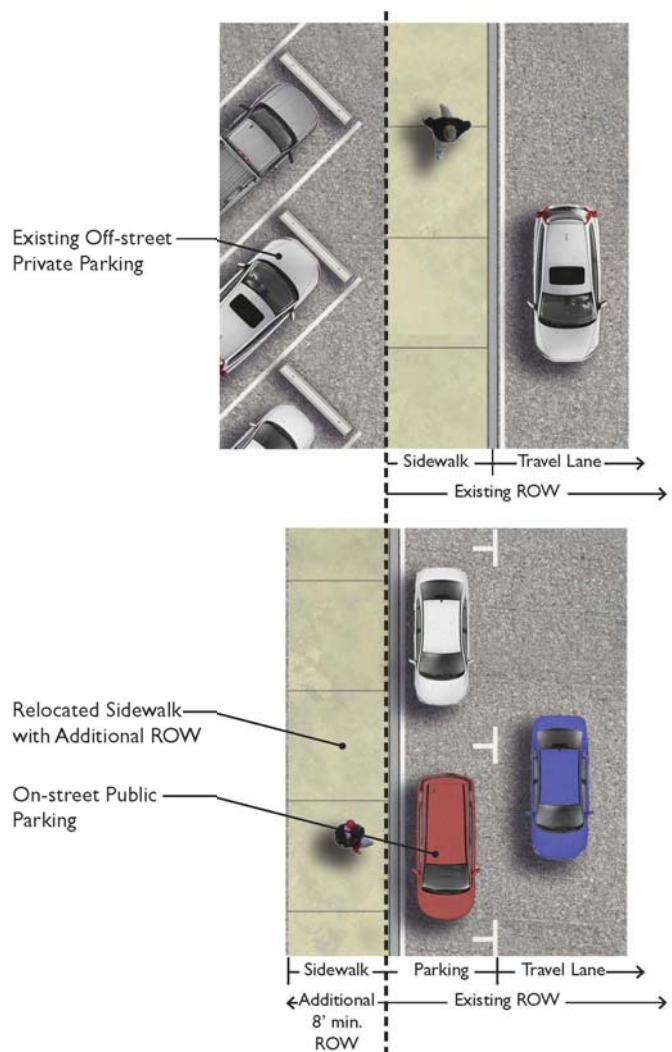 Existing Off-street
Private Parking
Sidewalk
Travel Lane
Existing ROW
Relocated Sidewalk
with Additional ROW
On-street Public
Parking
Sidewalk
Parking
Travel Lane
Additional
8' min.
ROW
Existing ROW